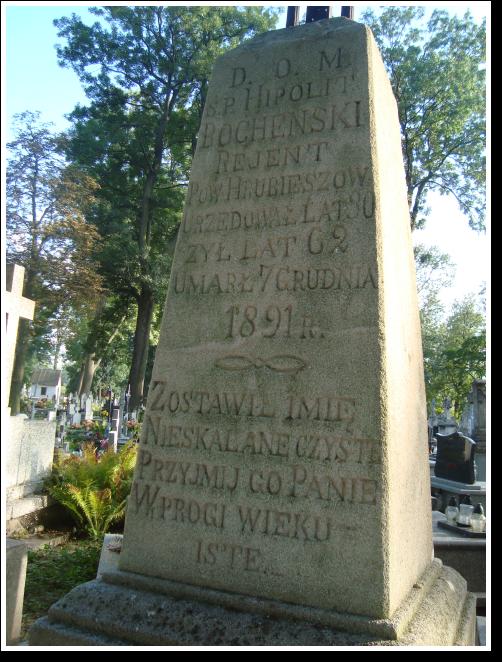 D. O. M.
Ś.P. HIPOLIT
BOCHEŃSKI
REJENT
POW HRUBIESZOW.
URZĘDOWAŁ LAT 30
ŻYŁ LAT 62
UMARŁ 7 GRUDNIA
1891 R.
ZOSTAWIŁ IMIĘ
NIESKALANE CZYSTE
PRZYJMIJ GO PANIE
W PROGI WIEKU-
ISTE.